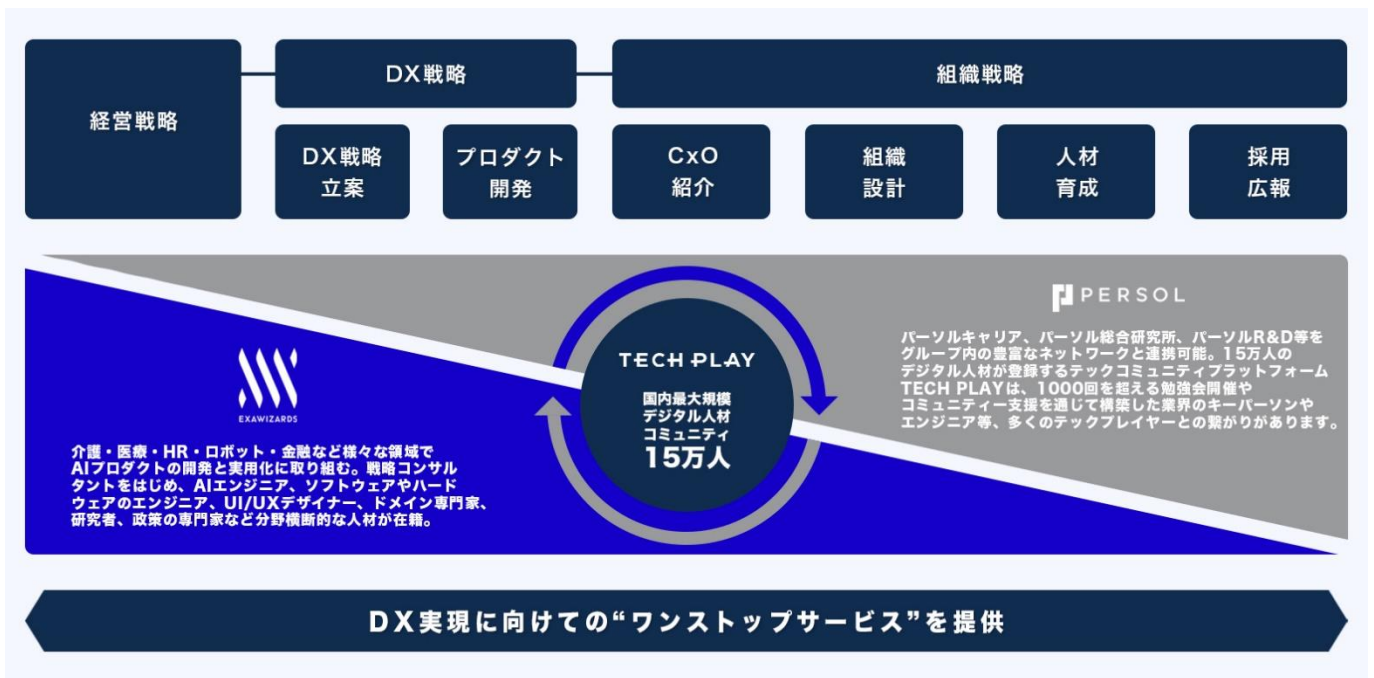 経営戦略
DX戦略
組織戦略
DX戦略
立案
プロダクト
開発
CxO
紹介
組織
設計
人材
育成
採用
広報
EXAWIZARDS
介護・医療・HR・ロボット・金融など様々な領域で
AIプロダクトの開発と実用化に取り組む。戦略コンサル
タントをはじめ、AIエンジニア、ソフトウェアやハード
ウェアのエンジニア、UI/UXデザイナー、ドメイン専門家、
研究者、政策の専門家など分野横断的な人材が在籍。
TECH PLAY
国内最大規模
デジタル人材
コミュニティ
15万人
PERSOL
パーソルキャリア、パーソル総合研究所、パーソルR&D等を
グループ内の豊富なネットワークと連携可能。15万人の
デジタル人材が登録するテックコミュニティプラットフォーム
TECH PLAYは、1000回を超える勉強会開催や
コミュニティー支援を通じて構築した業界のキーパーソンや
エンジニア等、多くのテックプレイヤーとの繋がりがあります。
DX実現に向けての“ワンストップサービス”を提供